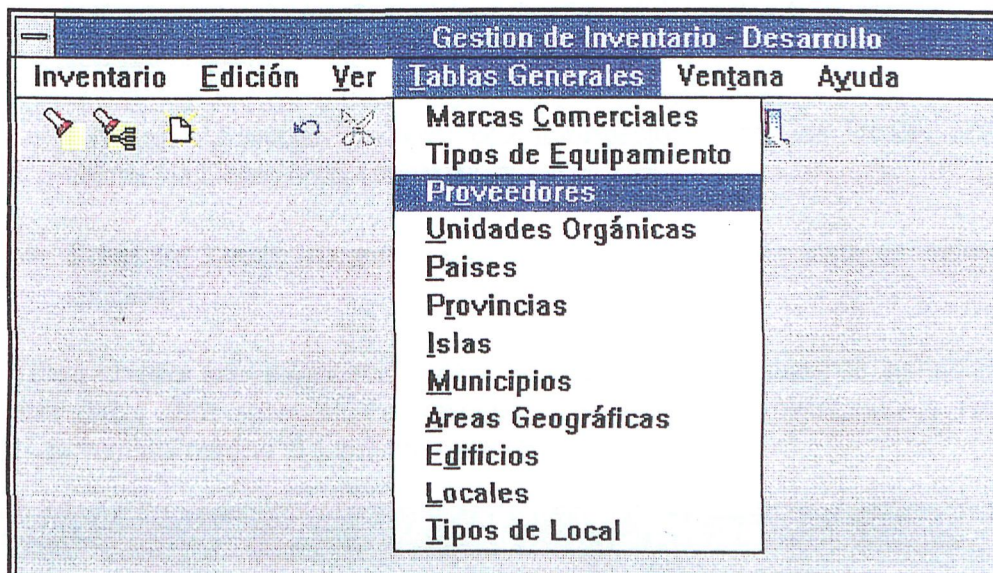 Gestion de Inventario - Desarrollo
Inventario Edición Ver Tablas Generales Ventana Ayuda
Marcas Comerciales
Tipos de Equipamiento
Proveedores
Unidades Orgánicas
Paises
Provincias
Islas
Municipios
Areas Geográficas
Edificios
Locales
Tipos de Local